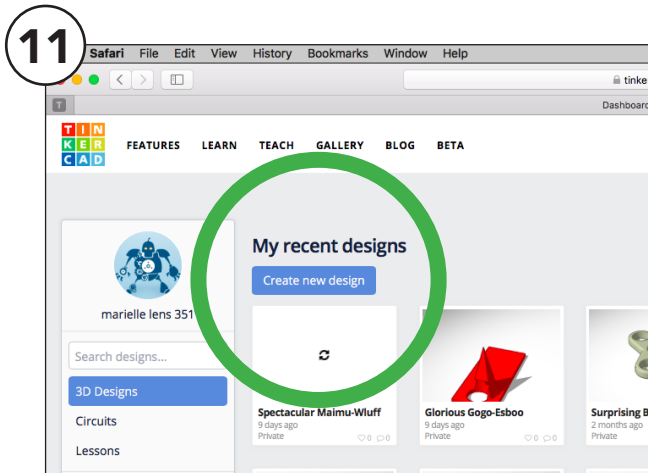 11
Safari File Edit View History Bookmarks Window Help
tinke
T
Dashboard
TIN
KER
CAD
FEATURES LEARN TEACH GALLERY BLOG BETA
My recent designs
Create new design
marielle lens 351
Search designs...
3D Designs
Circuits
Lessons
Spectacular Maimu-Wluff
9 days ago
Private 0 0
Glorious Gogo-Esboo
9 days ago
Private 0 0
Surprising B
2 months ago
Private